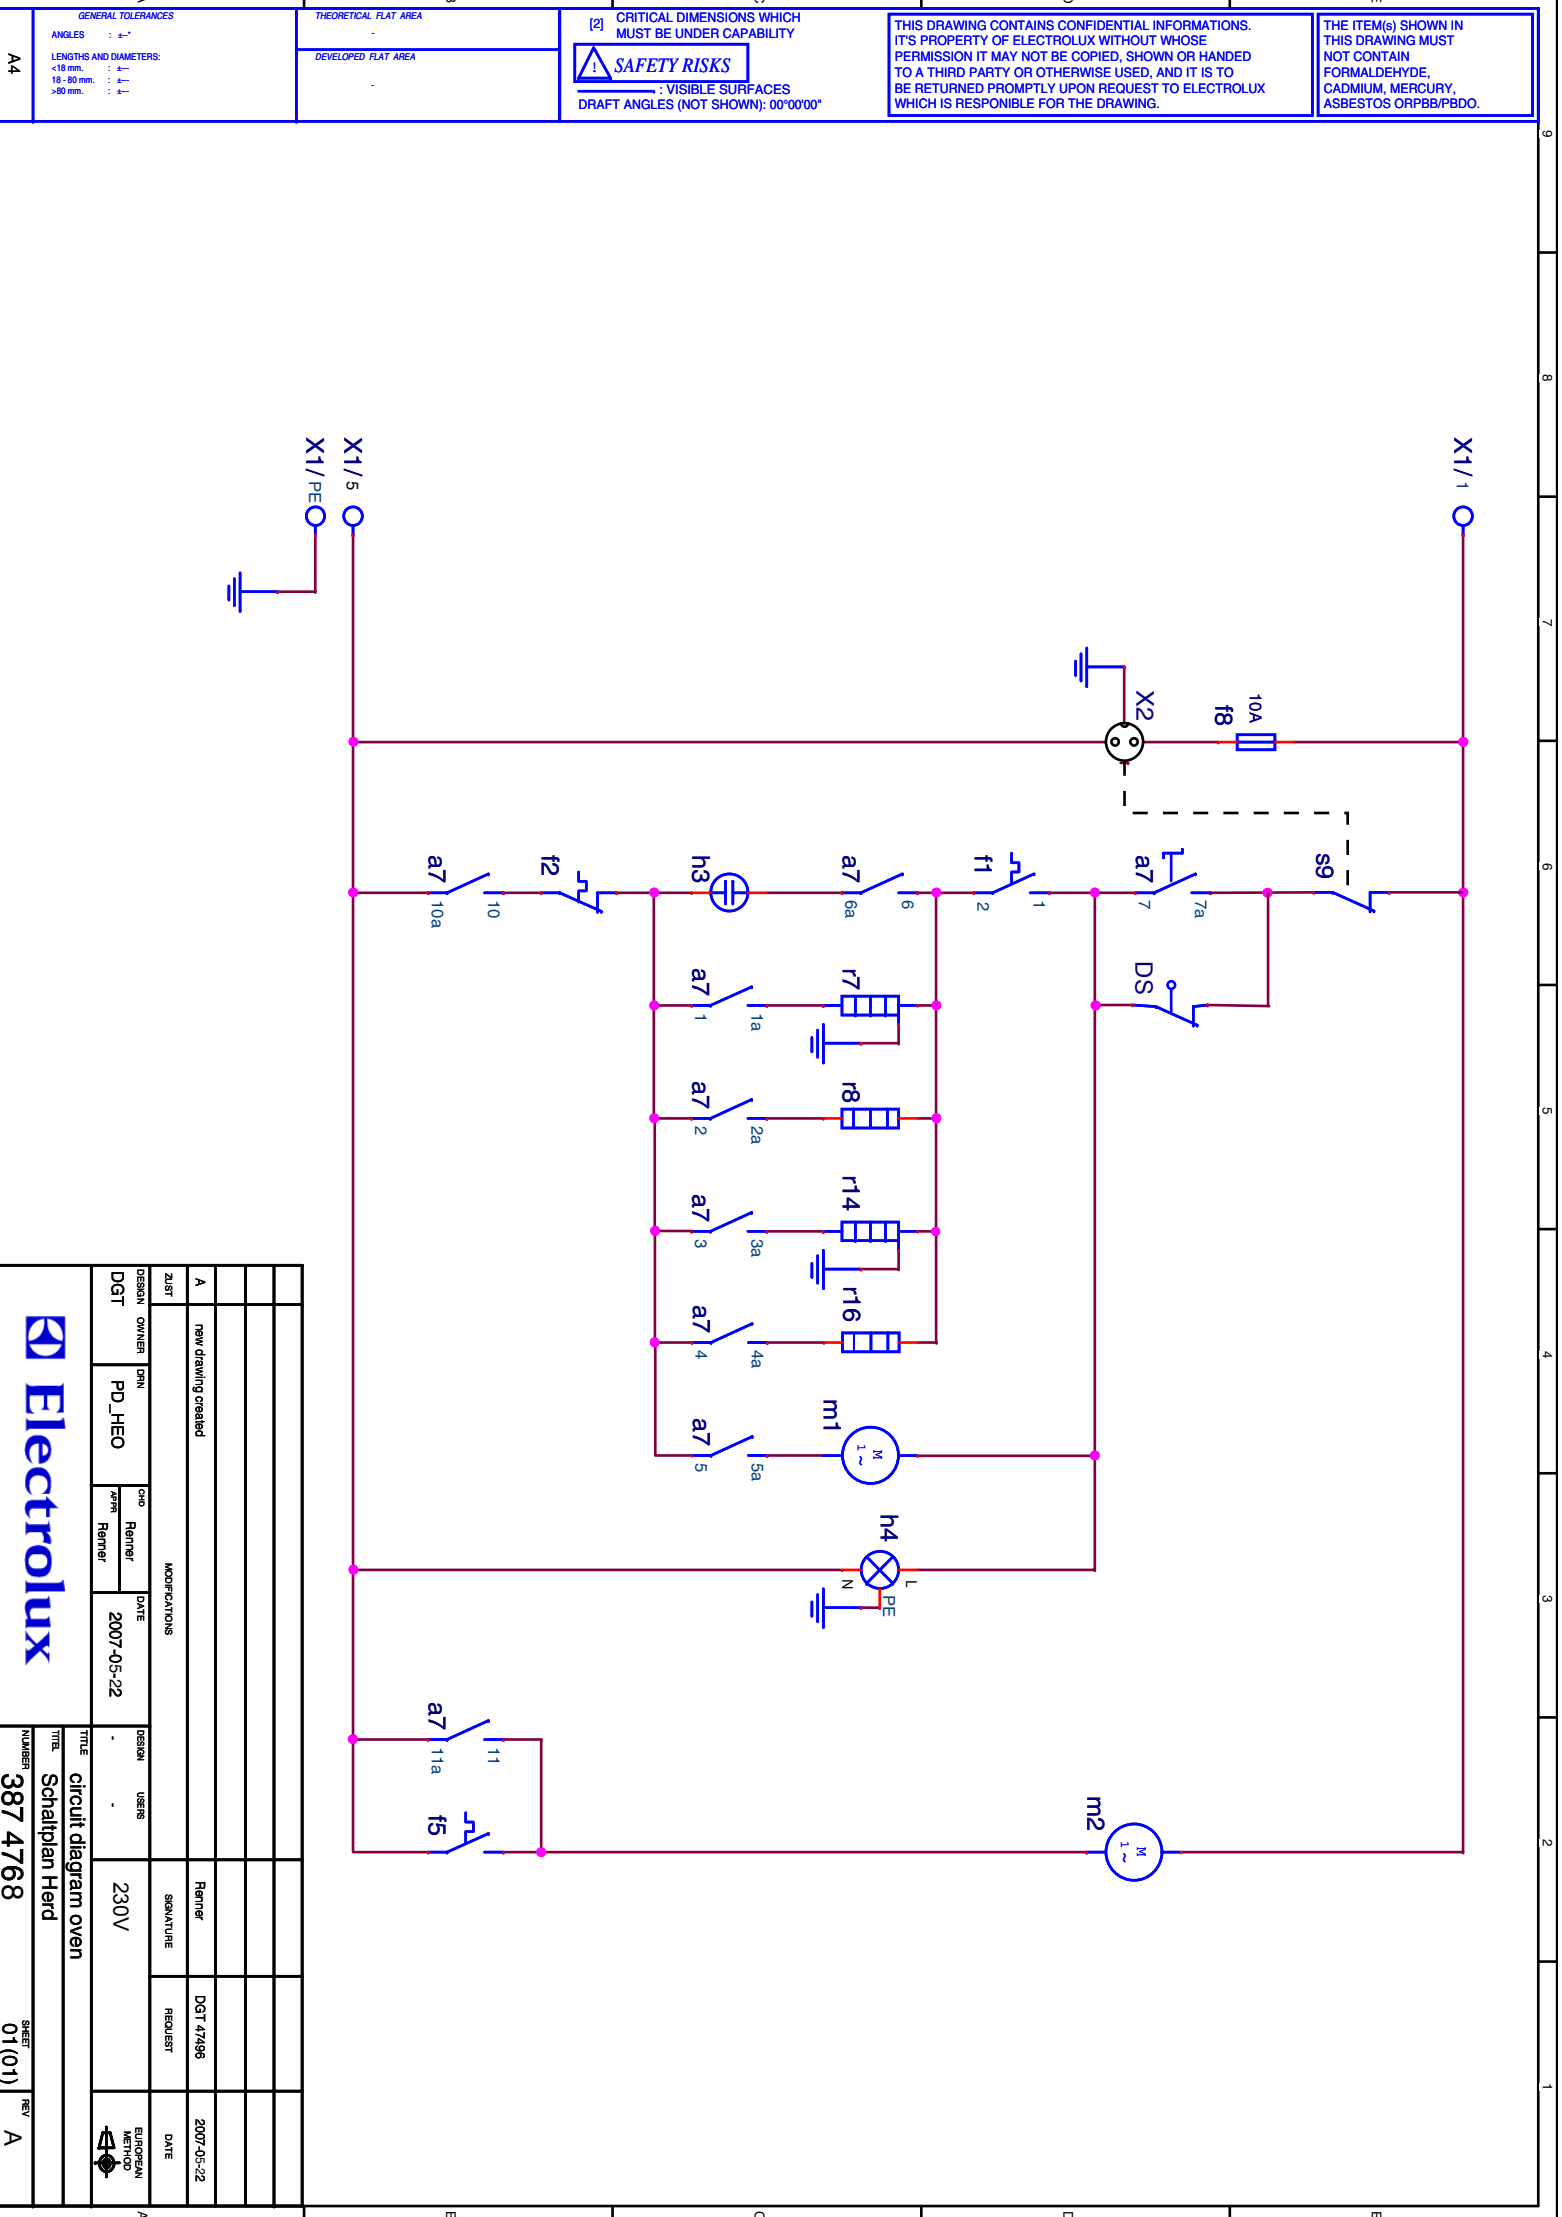 GENERAL TOLERANCES
ANGLES : ±--°
LENGTHS AND DIAMETERS:
<18 mm. : ±---
18 - 80 mm. : ±---
>80 mm. : ±---
THEORETICAL FLAT AREA
-
DEVELOPED FLAT AREA
-
[2] CRITICAL DIMENSIONS WHICH
MUST BE UNDER CAPABILITY
! SAFETY RISKS
: VISIBLE SURFACES
DRAFT ANGLES (NOT SHOWN): 00°00'00"
THIS DRAWING CONTAINS CONFIDENTIAL INFORMATIONS.
IT'S PROPERTY OF ELECTROLUX WITHOUT WHOSE
PERMISSION IT MAY NOT BE COPIED, SHOWN OR HANDED
TO A THIRD PARTY OR OTHERWISE USED, AND IT IS TO
BE RETURNED PROMPTLY UPON REQUEST TO ELECTROLUX
WHICH IS RESPONIBLE FOR THE DRAWING.
THE ITEM(s) SHOWN IN
THIS DRAWING MUST
NOT CONTAIN
FORMALDEHYDE,
CADMIUM, MERCURY,
ASBESTOS ORPBB/PBDO.
A4
9
8
7
6
5
4
3
2
1
X1/ 1
X1/ 5
X1/ PE
10A
f8
X2
s9
a7 7a 7
DS
f1 1 2
a7 6 6a
h3
f2
a7 10 10a
r7
a7 1a 1
r8
a7 2a 2
r14
a7 3a 3
r16
a7 4a 4
m1
M
1 ~
a7 5a 5
h4
L
N
PE
a7 11 11a
f5
m2
M
1 ~
A new drawing created Renner DGT 47496 2007-05-22
ZUST MODIFICATIONS SIGNATURE REQUEST DATE
DESIGN OWNER
DGT
DRN
PD_HEO
CHD Renner
APPR Renner
DATE
2007-05-22
DESIGN USERS
- -
230V
EUROPEAN
METHOD
TITLE circuit diagram oven
TITEL Schaltplan Herd
Electrolux
NUMBER 387 4768
SHEET 01(01)
REV A